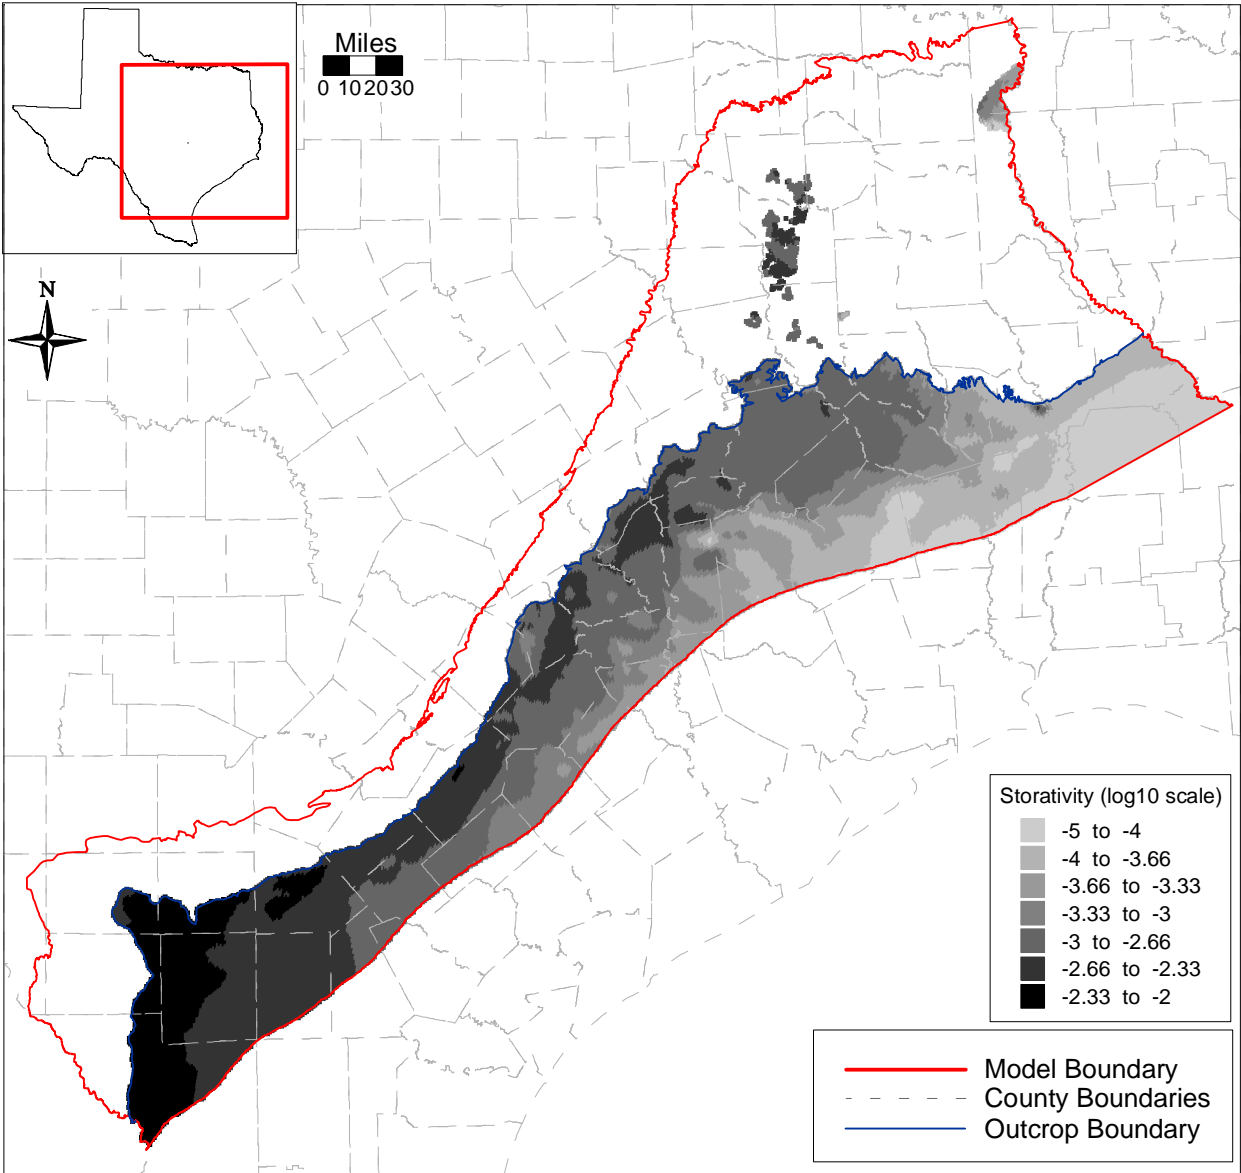 Miles
0 10 20 30
N
Storativity (log10 scale)
-5 to -4
-4 to -3.66
-3.66 to -3.33
-3.33 to -3
-3 to -2.66
-2.66 to -2.33
-2.33 to -2
Model Boundary
County Boundaries
Outcrop Boundary